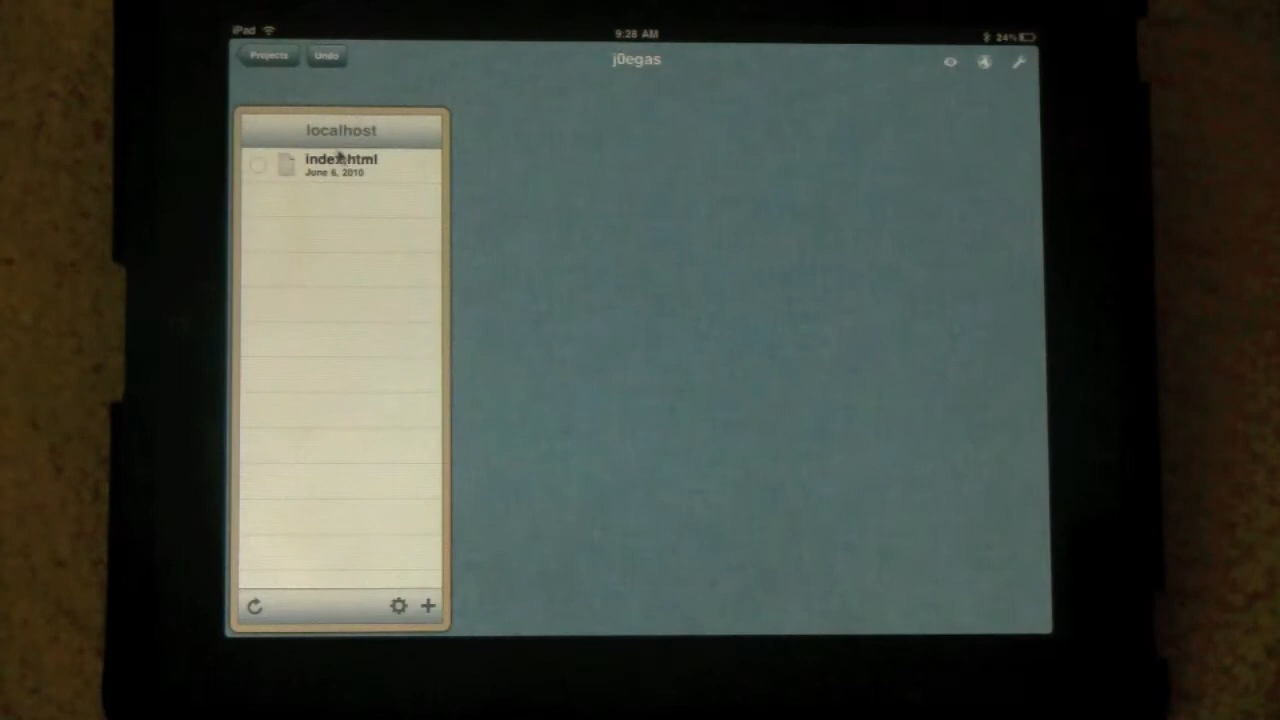 iPad 9:28 AM 24%
Projects Undo j0egas
localhost
index.html
June 6, 2010